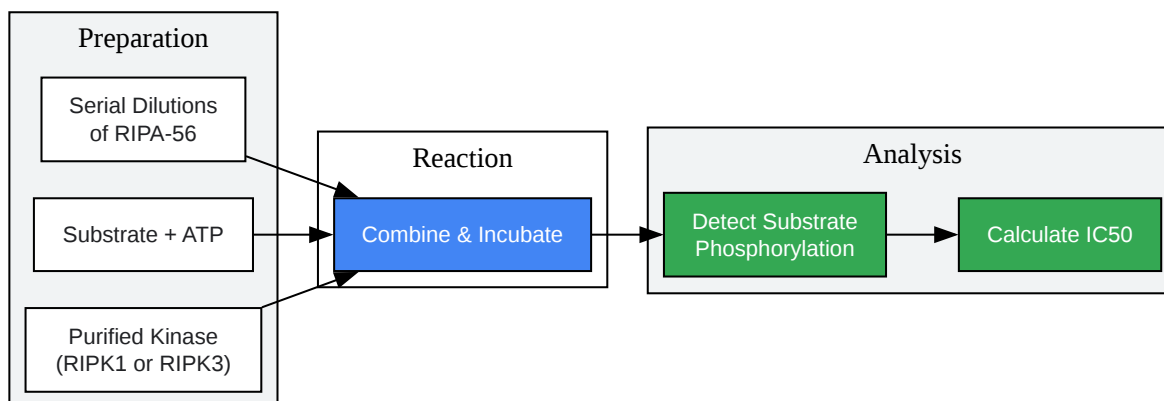 Preparation
Serial Dilutions
of RIPA-56
Substrate + ATP
Purified Kinase
(RIPK1 or RIPK3)
Reaction
Combine & Incubate
Analysis
Detect Substrate
Phosphorylation
Calculate IC50